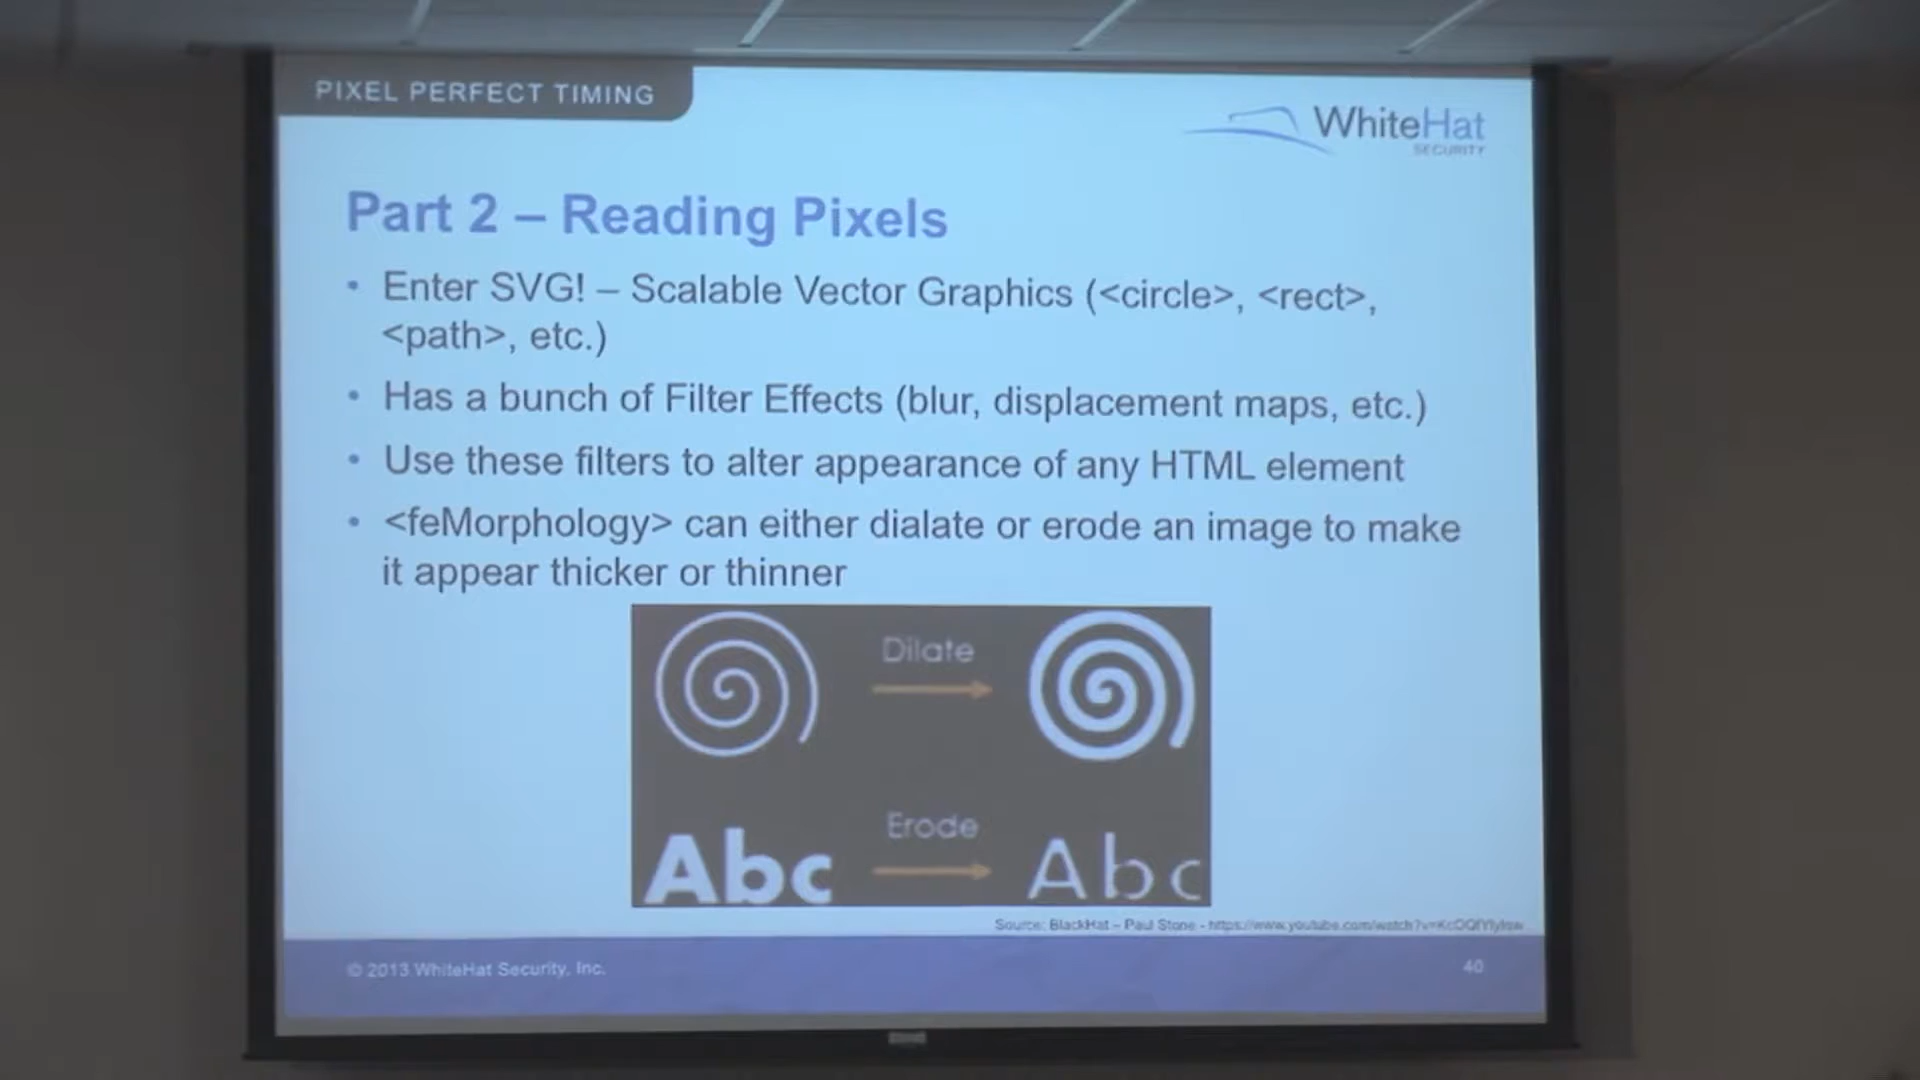 PIXEL PERFECT TIMING
WhiteHat
SECURITY
Part 2 – Reading Pixels
• Enter SVG! – Scalable Vector Graphics (<circle>, <rect>,
<path>, etc.)
• Has a bunch of Filter Effects (blur, displacement maps, etc.)
• Use these filters to alter appearance of any HTML element
• <feMorphology> can either dialate or erode an image to make
it appear thicker or thinner
Dilate
Erode
Abc
Abc
Source: BlackHat – Paul Stone -
© 2013 WhiteHat Security, Inc.
40